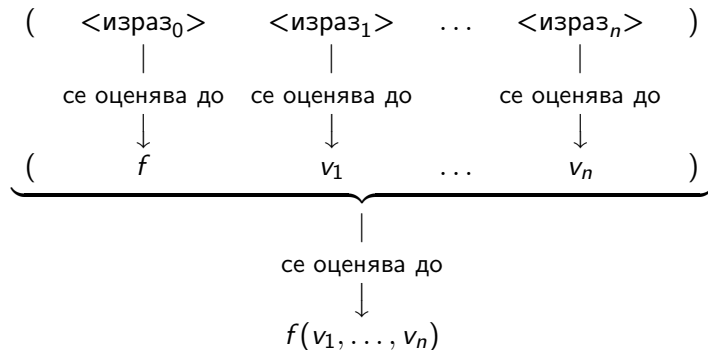 ( <израз₀> <израз₁> ... <изразₙ> )
се оценява до се оценява до се оценява до
( f v₁ ... vₙ )
се оценява до
f(v₁, ..., vₙ)